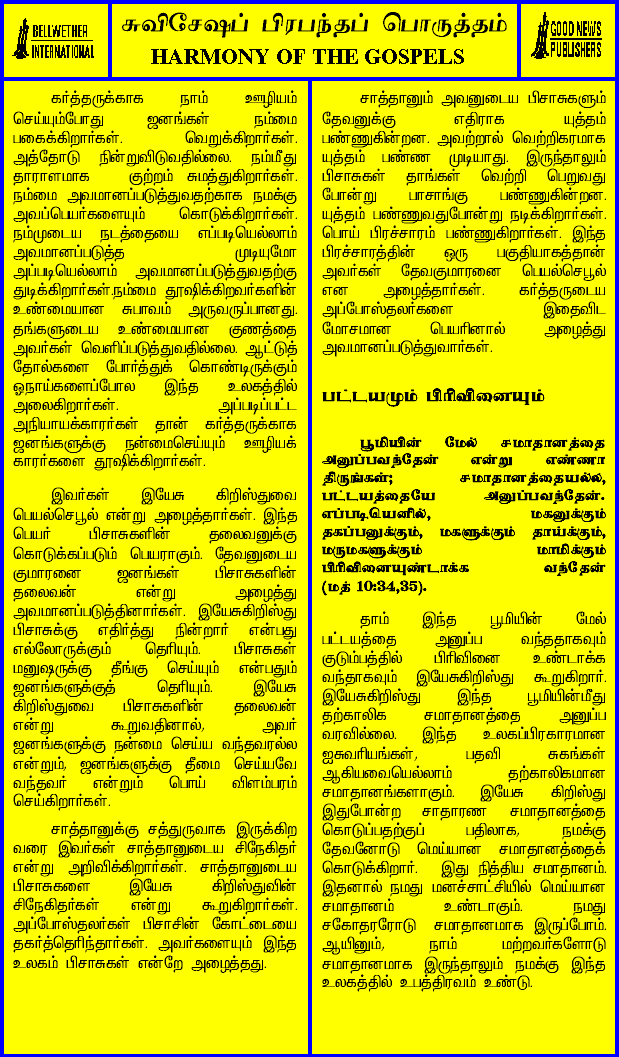 BELLWETHER
INTERNATIONAL
சுவிசேஷப் பிரபந்தப் பொருத்தம்
HARMONY OF THE GOSPELS
GOOD NEWS
PUBLISHERS
கர்த்தருக்காக நாம் ஊழியம்
செய்யும்போது ஜனங்கள் நம்மை
பகைக்கிறார்கள். வெறுக்கிறார்கள்.
அத்தோடு நின்றுவிடுவதில்லை. நம்மீது
தாராளமாக குற்றம் சுமத்துகிறார்கள்.
நம்மை அவமானப்படுத்துவதற்காக நமக்கு
அவப்பெயர்களையும் கொடுக்கிறார்கள்.
நம்முடைய நடத்தையை எப்படியெல்லாம்
அவமானப்படுத்த முடியுமோ
அப்படியெல்லாம் அவமானப்படுத்துவதற்கு
துடிக்கிறார்கள்.நம்மை தூஷிக்கிறவர்களின்
உண்மையான சுபாவம் அருவருப்பானது.
தங்களுடைய உண்மையான குணத்தை
அவர்கள் வெளிப்படுத்துவதில்லை. ஆட்டுத்
தோல்களை போர்த்துக் கொண்டிருக்கும்
ஓநாய்களைப்போல இந்த உலகத்தில்
அலைகிறார்கள். அப்படிப்பட்ட
அநியாயக்காரர்கள் தான் கர்த்தருக்காக
ஜனங்களுக்கு நன்மைசெய்யும் ஊழியக்
காரர்களை தூஷிக்கிறார்கள்.
இவர்கள் இயேசு கிறிஸ்துவை
பெயல்செபூல் என்று அழைத்தார்கள். இந்த
பெயர் பிசாசுகளின் தலைவனுக்கு
கொடுக்கப்படும் பெயராகும். தேவனுடைய
குமாரனை ஜனங்கள் பிசாசுகளின்
தலைவன் என்று அழைத்து
அவமானப்படுத்தினார்கள். இயேசுகிறிஸ்து
பிசாசுக்கு எதிர்த்து நின்றார் என்பது
எல்லோருக்கும் தெரியும். பிசாசுகள்
மனுஷருக்கு தீங்கு செய்யும் என்பதும்
ஜனங்களுக்குத் தெரியும். இயேசு
கிறிஸ்துவை பிசாசுகளின் தலைவன்
என்று கூறுவதினால், அவர்
ஜனங்களுக்கு நன்மை செய்ய வந்தவரல்ல
என்றும், ஜனங்களுக்கு தீமை செய்யவே
வந்தவர் என்றும் பொய் விளம்பரம்
செய்கிறார்கள்.
சாத்தானுக்கு சத்துருவாக இருக்கிற
வரை இவர்கள் சாத்தானுடைய சிநேகிதர்
என்று அறிவிக்கிறார்கள். சாத்தானுடைய
பிசாசுகளை இயேசு கிறிஸ்துவின்
சிநேகிதர்கள் என்று கூறுகிறார்கள்.
அப்போஸ்தலர்கள் பிசாசின் கோட்டையை
தகர்த்தெரிந்தார்கள். அவர்களையும் இந்த
உலகம் பிசாசுகள் என்றே அழைத்தது.
சாத்தானும் அவனுடைய பிசாசுகளும்
தேவனுக்கு எதிராக யுத்தம்
பண்ணுகின்றன. அவற்றால் வெற்றிகரமாக
யுத்தம் பண்ண முடியாது. இருந்தாலும்
பிசாசுகள் தாங்கள் வெற்றி பெறுவது
போன்று பாசாங்கு பண்ணுகின்றன.
யுத்தம் பண்ணுவதுபோன்று நடிக்கிறார்கள்.
பொய் பிரச்சாரம் பண்ணுகிறார்கள். இந்த
பிரச்சாரத்தின் ஒரு பகுதியாகத்தான்
அவர்கள் தேவகுமாரனை பெயல்செபூல்
என அழைத்தார்கள். கர்த்தருடைய
அப்போஸ்தலர்களை இதைவிட
மோசமான பெயரினால் அழைத்து
அவமானப்படுத்துவார்கள்.
பட்டயமும் பிரிவினையும்
பூமியின் மேல் சமாதானத்தை
அனுப்பவந்தேன் என்று எண்ணா
திருங்கள்; சமாதானத்தையல்ல,
பட்டயத்தையே அனுப்பவந்தேன்.
எப்படியெனில், மகனுக்கும்
தகப்பனுக்கும், மகளுக்கும் தாய்க்கும்,
மருமகளுக்கும் மாமிக்கும்
பிரிவினையுண்டாக்க வந்தேன்
(மத் 10:34,35).
தாம் இந்த பூமியின் மேல்
பட்டயத்தை அனுப்ப வந்ததாகவும்
குடும்பத்தில் பிரிவினை உண்டாக்க
வந்தாகவும் இயேசுகிறிஸ்து கூறுகிறார்.
இயேசுகிறிஸ்து இந்த பூமியின்மீது
தற்காலிக சமாதானத்தை அனுப்ப
வரவில்லை. இந்த உலகப்பிரகாரமான
ஐசுவரியங்கள், பதவி சுகங்கள்
ஆகியவையெல்லாம் தற்காலிகமான
சமாதானங்களாகும். இயேசு கிறிஸ்து
இதுபோன்ற சாதாரண சமாதானத்தை
கொடுப்பதற்குப் பதிலாக, நமக்கு
தேவனோடு மெய்யான சமாதானத்தைக்
கொடுக்கிறார். இது நித்திய சமாதானம்.
இதனால் நமது மனச்சாட்சியில் மெய்யான
சமாதானம் உண்டாகும். நமது
சகோதரரோடு சமாதானமாக இருப்போம்.
ஆயினும், நாம் மற்றவர்களோடு
சமாதானமாக இருந்தாலும் நமக்கு இந்த
உலகத்தில் உபத்திரவம் உண்டு.